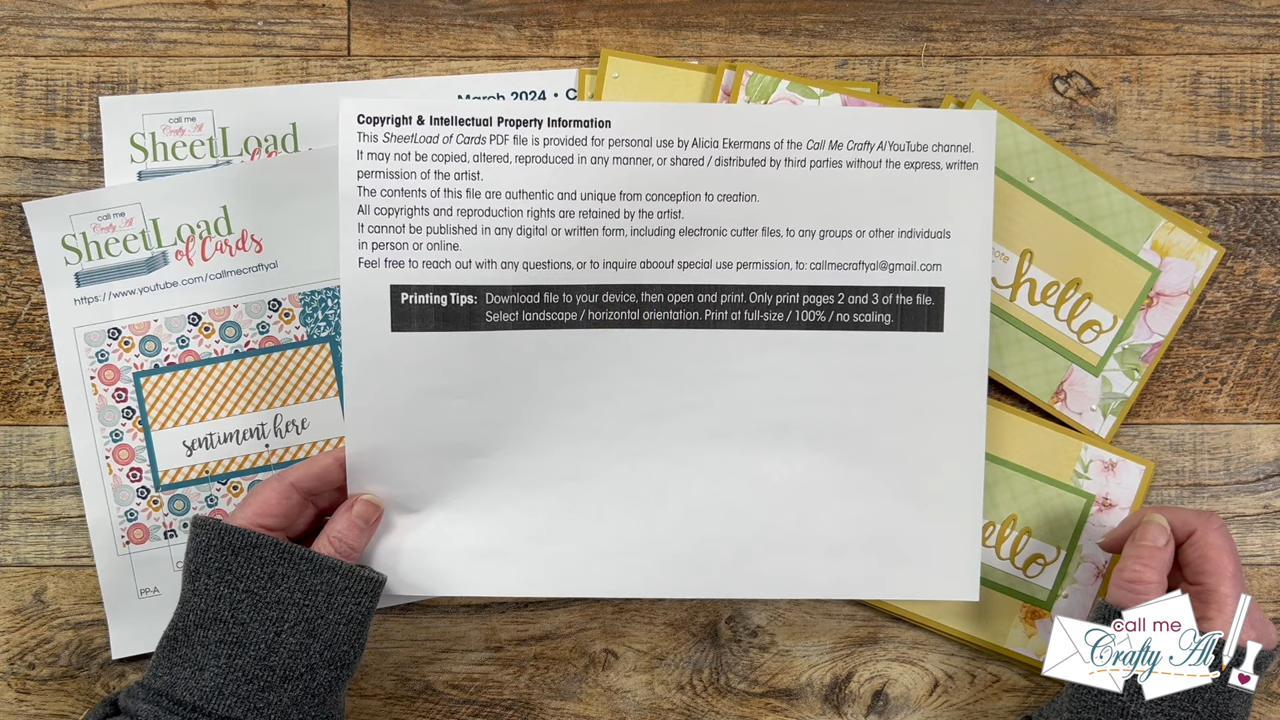 March 2024 • C
call me
Crafty Al
SheetLoad
call me
Crafty Al
SheetLoad
of Cards
https://www.youtube.com/callmecraftyal
sentiment here
PP-A
Copyright & Intellectual Property Information
This SheetLoad of Cards PDF file is provided for personal use by Alicia Ekermans of the Call Me Crafty Al YouTube channel.
It may not be copied, altered, reproduced in any manner, or shared / distributed by third parties without the express, written
permission of the artist.
The contents of this file are authentic and unique from conception to creation.
All copyrights and reproduction rights are retained by the artist.
It cannot be published in any digital or written form, including electronic cutter files, to any groups or other individuals
in person or online.
Feel free to reach out with any questions, or to inquire aboout special use permission, to: callmecraftyal@gmail.com
Printing Tips: Download file to your device, then open and print. Only print pages 2 and 3 of the file.
Select landscape / horizontal orientation. Print at full-size / 100% / no scaling.
note
hello
ello
call me
Crafty Al